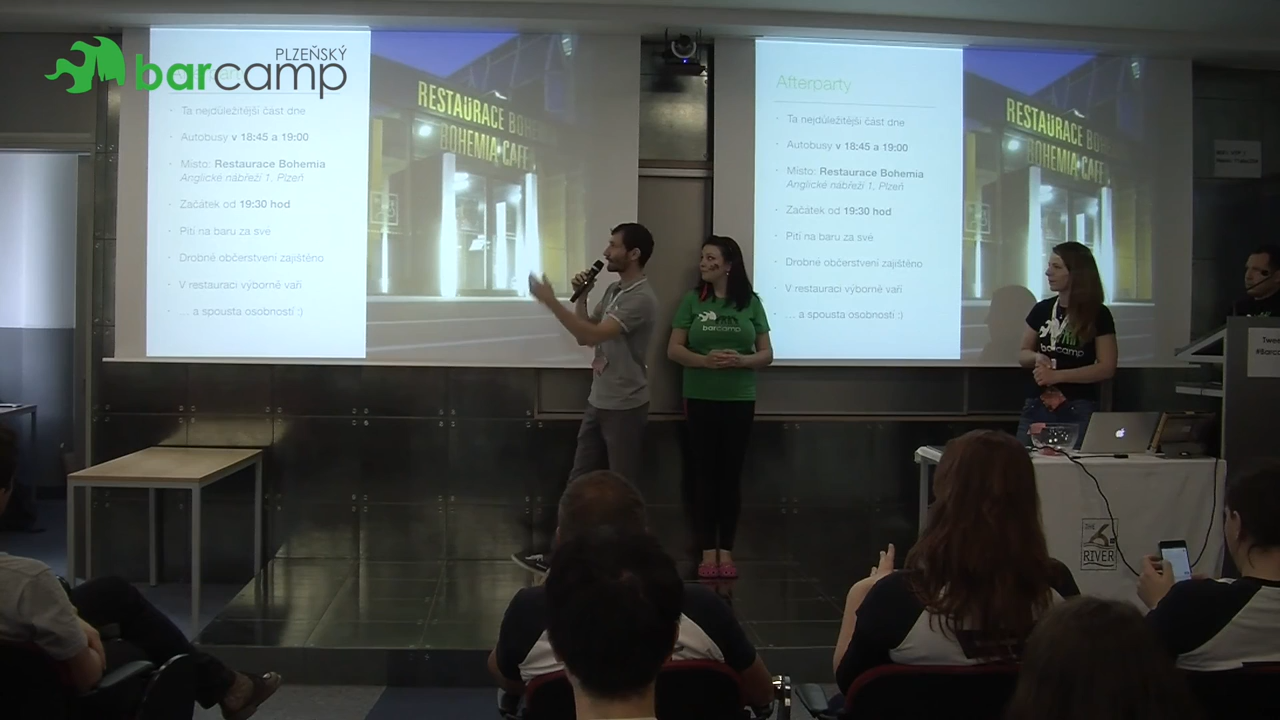 PLZEŇSKÝ
barcamp
Ta nejdůležitější část dne
Autobusy v 18:45 a 19:00
Místo: Restaurace Bohemia
Anglické nábřeží 1, Plzeň
Začátek od 19:30 hod
Pití na baru za své
Drobné občerstvení zajištěno
V restauraci výborně vaří
... a spousta osobností :)
RESTAURACE BOHE
BOHEMIA CAFE
Afterparty
Ta nejdůležitější část dne
Autobusy v 18:45 a 19:00
Místo: Restaurace Bohemia
Anglické nábřeží 1, Plzeň
Začátek od 19:30 hod
Pití na baru za své
Drobné občerstvení zajištěno
V restauraci výborně vaří
... a spousta osobností :)
RESTAURACE BO
BOHEMIA CAFE
barcamp
barcamp
THE
RIVER